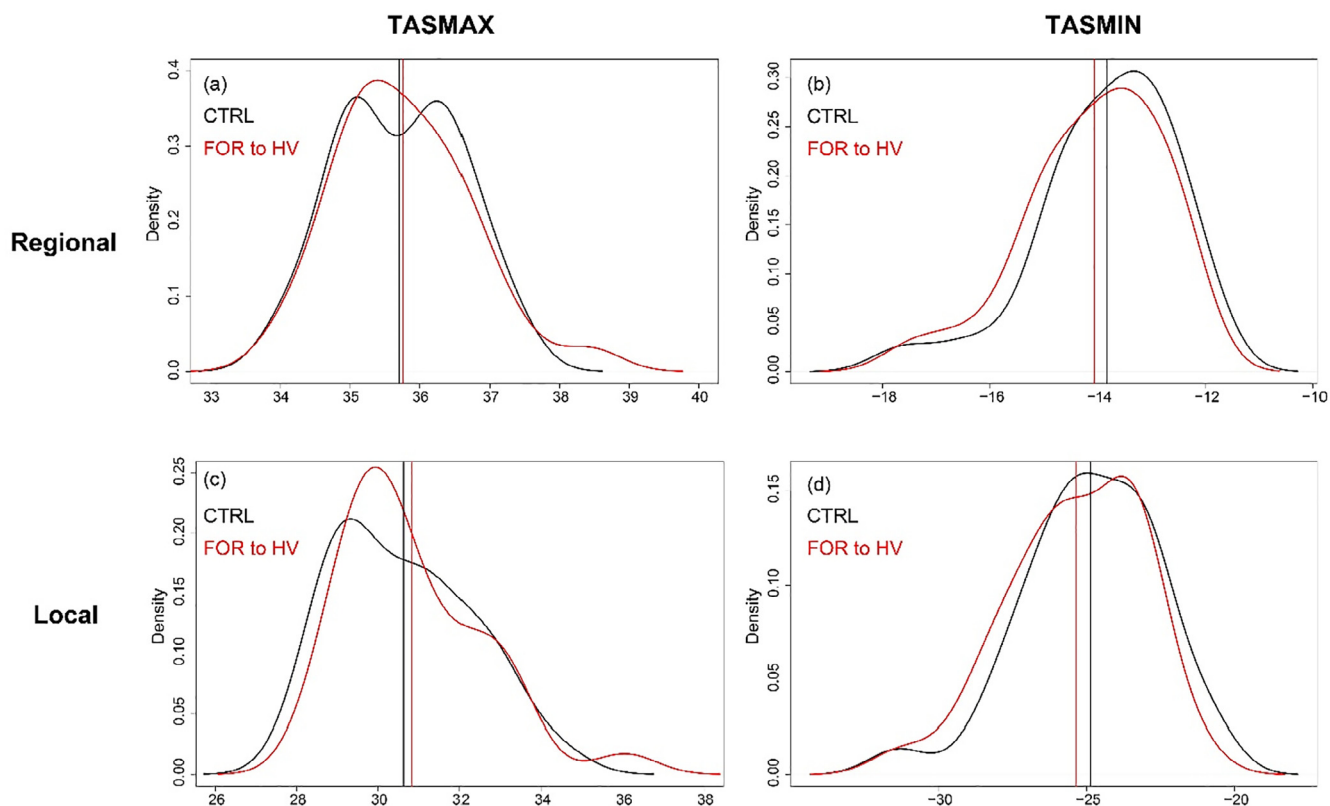 TASMAX
TASMIN
Regional
Local
(a)
CTRL
FOR to HV
Density
0.0
0.1
0.2
0.3
0.4
33 34 35 36 37 38 39 40
(b)
CTRL
FOR to HV
Density
0.00
0.05
0.10
0.15
0.20
0.25
0.30
−18 −16 −14 −12 −10
(c)
CTRL
FOR to HV
Density
0.00
0.05
0.10
0.15
0.20
0.25
26 28 30 32 34 36 38
(d)
CTRL
FOR to HV
Density
0.00
0.05
0.10
0.15
−30 −25 −20